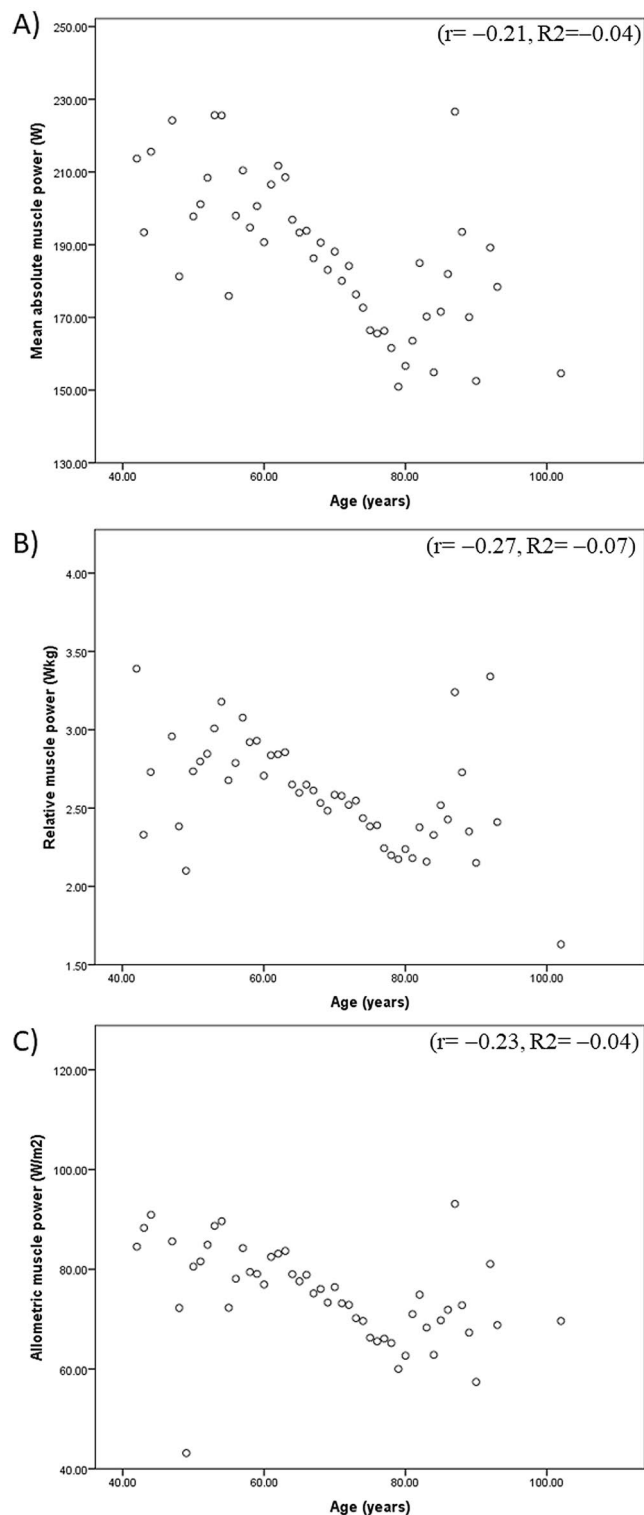 A)
(r= –0.21, R2=–0.04)
Mean absolute muscle power (W)
250.00
230.00
210.00
190.00
170.00
150.00
130.00
40.00 60.00 80.00 100.00
Age (years)
B)
(r= –0.27, R2= –0.07)
Relative muscle power (Wkg)
4.00
3.50
3.00
2.50
2.00
1.50
40.00 60.00 80.00 100.00
Age (years)
C)
(r= –0.23, R2= –0.04)
Allometric muscle power (W/m2)
120.00
100.00
80.00
60.00
40.00
40.00 60.00 80.00 100.00
Age (years)